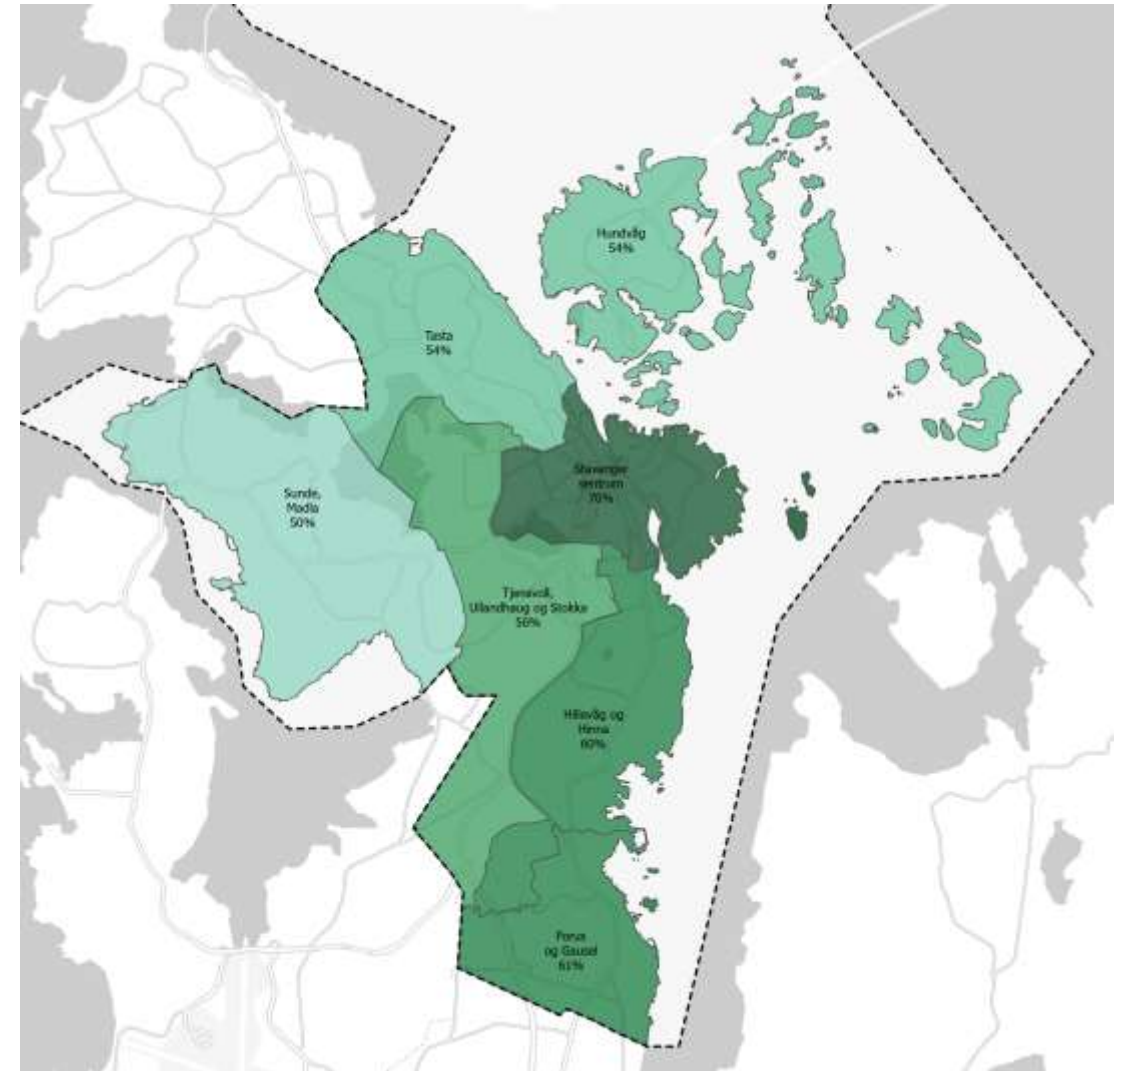 Hundvåg
54%
Tasta
54%
Stavanger
sentrum
70%
Sunde,
Madla
50%
Tjensvoll,
Ullandhaug og Stokka
56%
Hillevåg og
Hinna
60%
Forus
og Gausel
61%